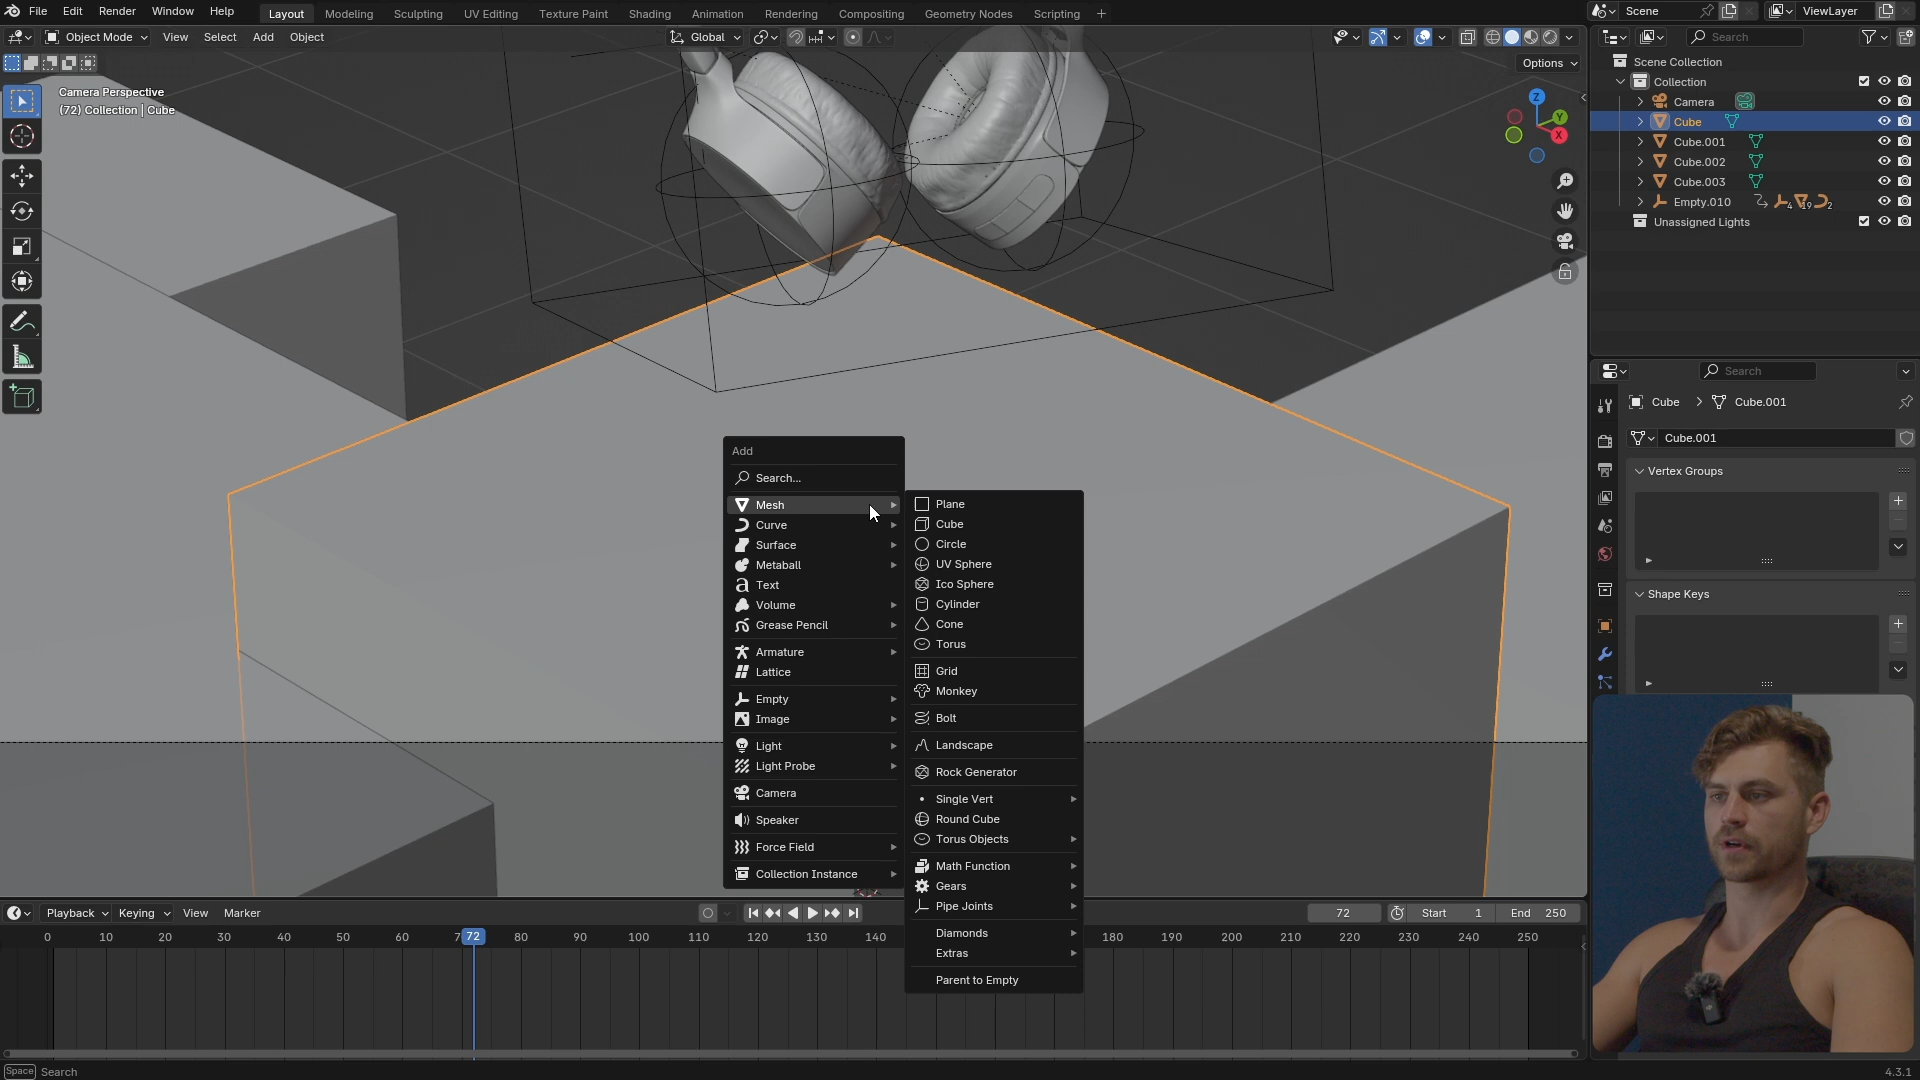 File Edit Render Window Help
Layout Modeling Sculpting UV Editing Texture Paint Shading Animation Rendering Compositing Geometry Nodes Scripting +
Scene
ViewLayer
Object Mode View Select Add Object
Global
Options
Camera Perspective
(72) Collection | Cube
Z
Y
X
Search
Scene Collection
Collection
Camera
Cube
Cube.001
Cube.002
Cube.003
Empty.010 4 19 2
Unassigned Lights
Search
Cube > Cube.001
Cube.001
Vertex Groups
Shape Keys
Add
Search...
Mesh
Curve
Surface
Metaball
Text
Volume
Grease Pencil
Armature
Lattice
Empty
Image
Light
Light Probe
Camera
Speaker
Force Field
Collection Instance
Plane
Cube
Circle
UV Sphere
Ico Sphere
Cylinder
Cone
Torus
Grid
Monkey
Bolt
Landscape
Rock Generator
Single Vert
Round Cube
Torus Objects
Math Function
Gears
Pipe Joints
Diamonds
Extras
Parent to Empty
Playback Keying View Marker
72 Start 1 End 250
0 10 20 30 40 50 60 7 72 80 90 100 110 120 130 140 180 190 200 210 220 230 240 250
Space Search
4.3.1